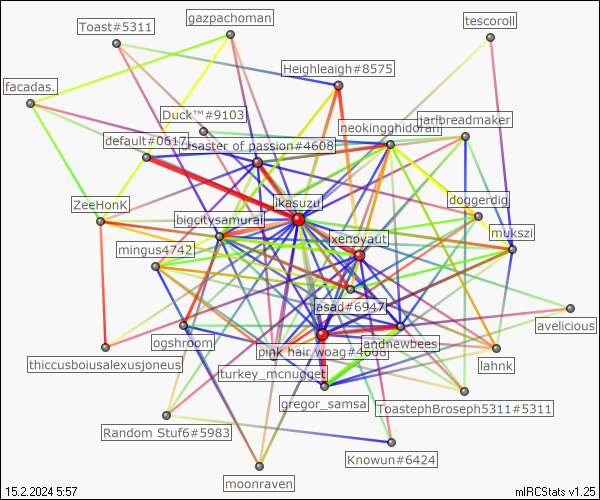 gazpachoman
tescoroll
Toast#5311
Heighleaigh#8575
facadas.
Duck™#9103
jarlbreadmaker
neokingghidorah
default#0617
disaster of passion#4608
ikasuzu
doggerdig
ZeeHonK
bigcitysamurai
mukszi
xenoyaut
mingus4742
asad#6947
avelicious
ogshroom
pink hair woag#4668
andnewbees
lahnk
thiccusboiusalexusjoneus
turkey_mcnugget
gregor_samsa
ToastephBroseph5311#5311
Random Stuf6#5983
Knowun#6424
moonraven
15.2.2024 5:57
mIRCStats v1.25